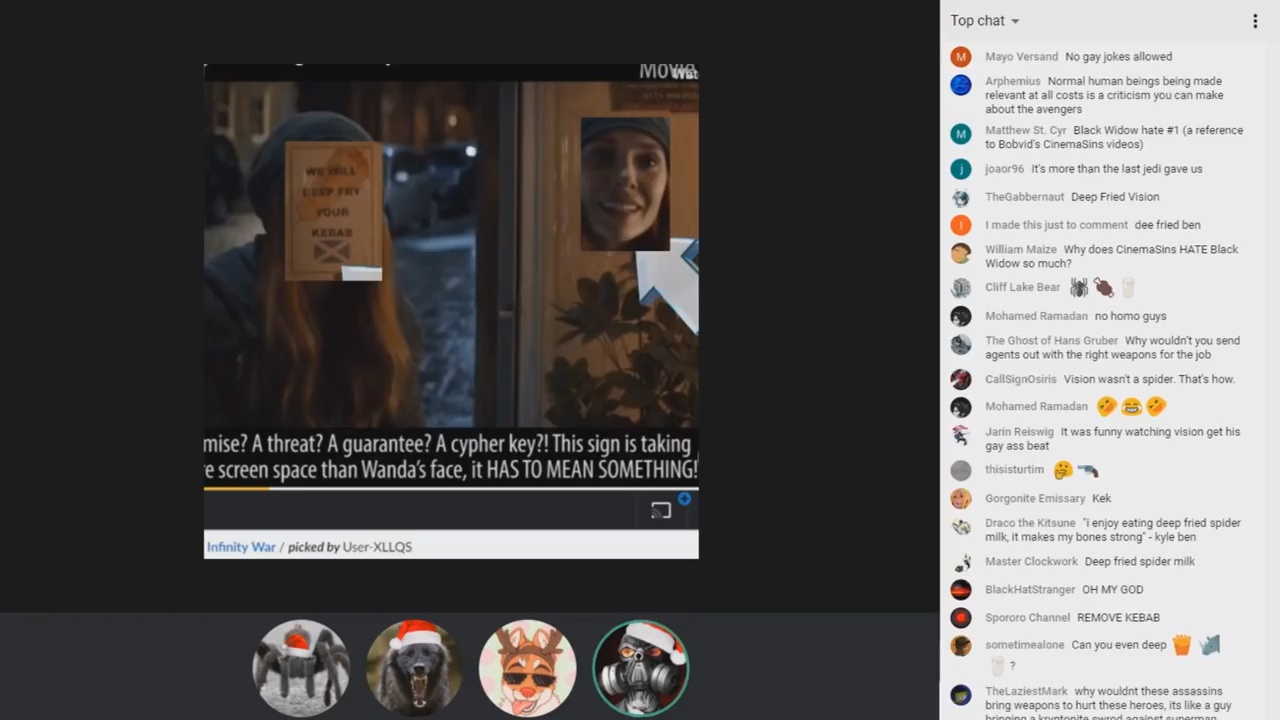 Top chat
MOVIE
WE WILL
DEEP FRY
YOUR
KEBAB
mise? A threat? A guarantee? A cypher key?! This sign is taking
e screen space than Wanda's face, it HAS TO MEAN SOMETHING!
Infinity War / picked by User-XLLQS
Mayo Versand No gay jokes allowed
Arphemius Normal human beings being made
relevant at all costs is a criticism you can make
about the avengers
Matthew St. Cyr Black Widow hate #1 (a reference
to Bobvid's CinemaSins videos)
joaor96 It's more than the last jedi gave us
TheGabbernaut Deep Fried Vision
I made this just to comment dee fried ben
William Maize Why does CinemaSins HATE Black
Widow so much?
Cliff Lake Bear 🕷️🍖🥛
Mohamed Ramadan no homo guys
The Ghost of Hans Gruber Why wouldn't you send
agents out with the right weapons for the job
CallSignOsiris Vision wasn't a spider. That's how.
Mohamed Ramadan 🤣😂🤣
Jarin Reiswig It was funny watching vision get his
gay ass beat
thisisturtim 🤔🔫
Gorgonite Emissary Kek
Draco the Kitsune "i enjoy eating deep fried spider
milk, it makes my bones strong" - kyle ben
Master Clockwork Deep fried spider milk
BlackHatStranger OH MY GOD
Spororo Channel REMOVE KEBAB
sometimealone Can you even deep 🍟🦏
🥛 ?
TheLaziestMark why wouldnt these assassins
bring weapons to hurt these heroes, its like a guy
bringing a kryptonite sword against superman